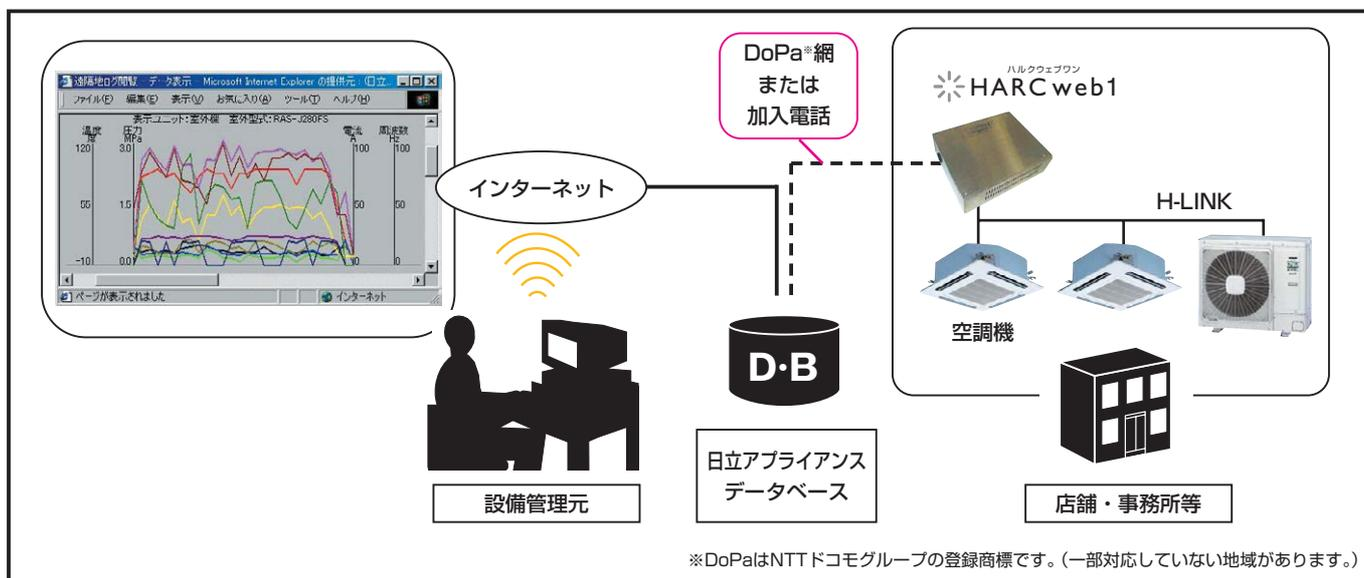 遠隔地ログ閲覧 データ表示 Microsoft Internet Explorer の提供元：(日立...
ファイル(F) 編集(E) 表示(V) お気に入り(A) ツール(T) ヘルプ(H)
表示ユニット：室外機 室外型式：RAS-J280FS
温度 圧力 電流 周波数
度 MPa A Hz
120 3.0 100 100
55 1.5 50 50
-10 0.0 0 0
ページが表示されました インターネット
インターネット
DoPa※網
または
加入電話
ハルクウェブワン
HARC web1
H-LINK
空調機
D・B
設備管理元
日立アプライアンス
データベース
店舗・事務所等
※DoPaはNTTドコモグループの登録商標です。（一部対応していない地域があります。）